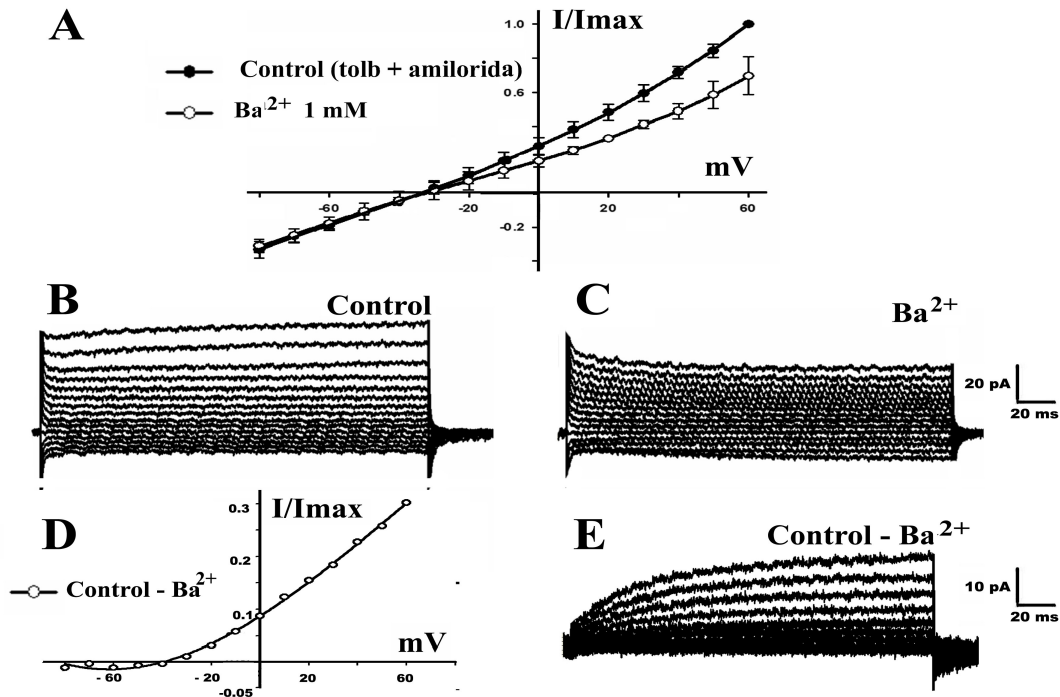 A
I/Imax
1.0
Control (tolb + amilorida)
Ba2+ 1 mM
0.6
mV
-60
-20
20
60
-0.2
B
Control
C
Ba2+
20 pA
20 ms
D
I/Imax
0.3
0.2
Control - Ba2+
0.1
mV
- 60
- 20
20
60
-0.05
E
Control - Ba2+
10 pA
20 ms